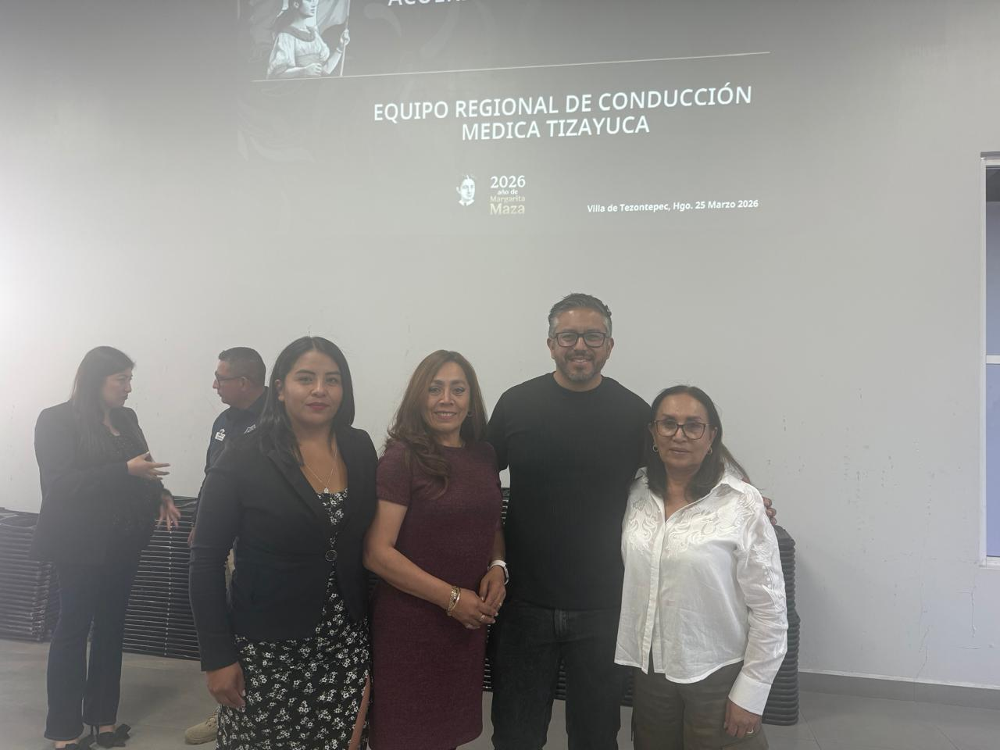 EQUIPO REGIONAL DE CONDUCCIÓN
MEDICA TIZAYUCA
2026
año de
Margarita
Maza
Villa de Tezontepec, Hgo. 25 Marzo 2026